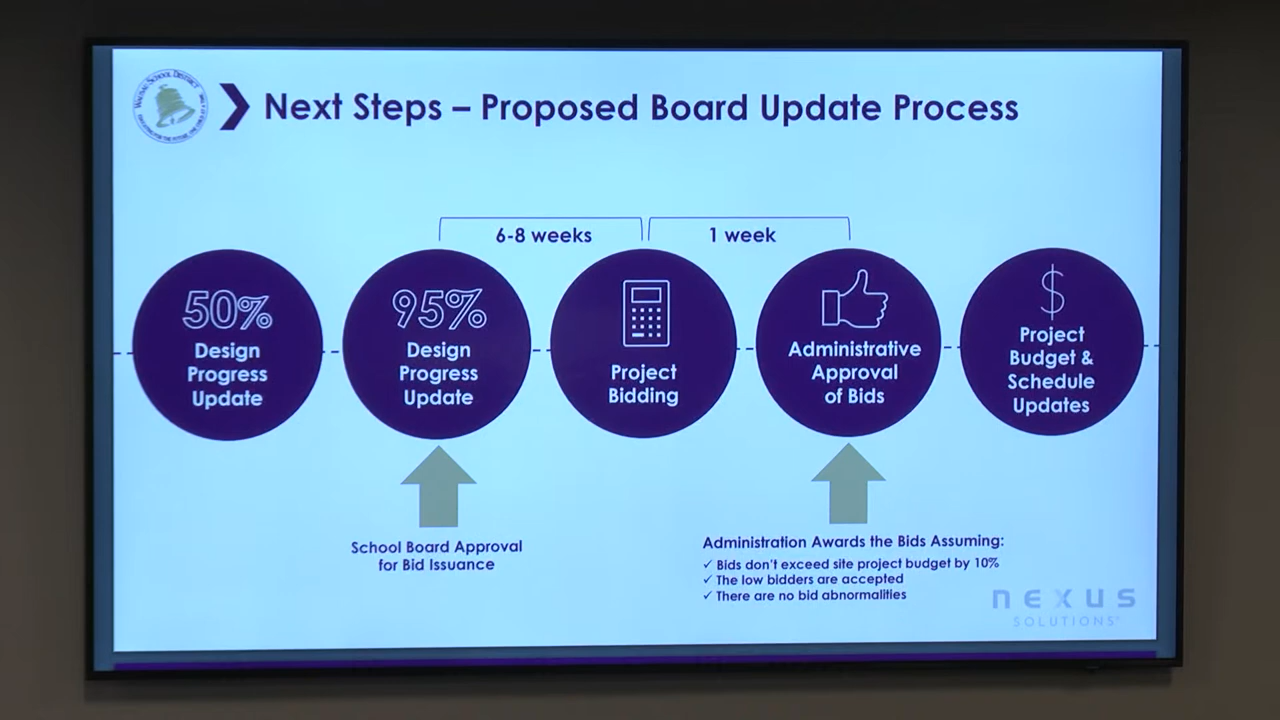 WAUSAU SCHOOL DISTRICT
Next Steps – Proposed Board Update Process
6-8 weeks
1 week
50%
Design
Progress
Update
95%
Design
Progress
Update
Project
Bidding
Administrative
Approval
of Bids
$
Project
Budget &
Schedule
Updates
School Board Approval
for Bid Issuance
Administration Awards the Bids Assuming:
✓ Bids don't exceed site project budget by 10%
✓ The low bidders are accepted
✓ There are no bid abnormalities
nexus
SOLUTIONS